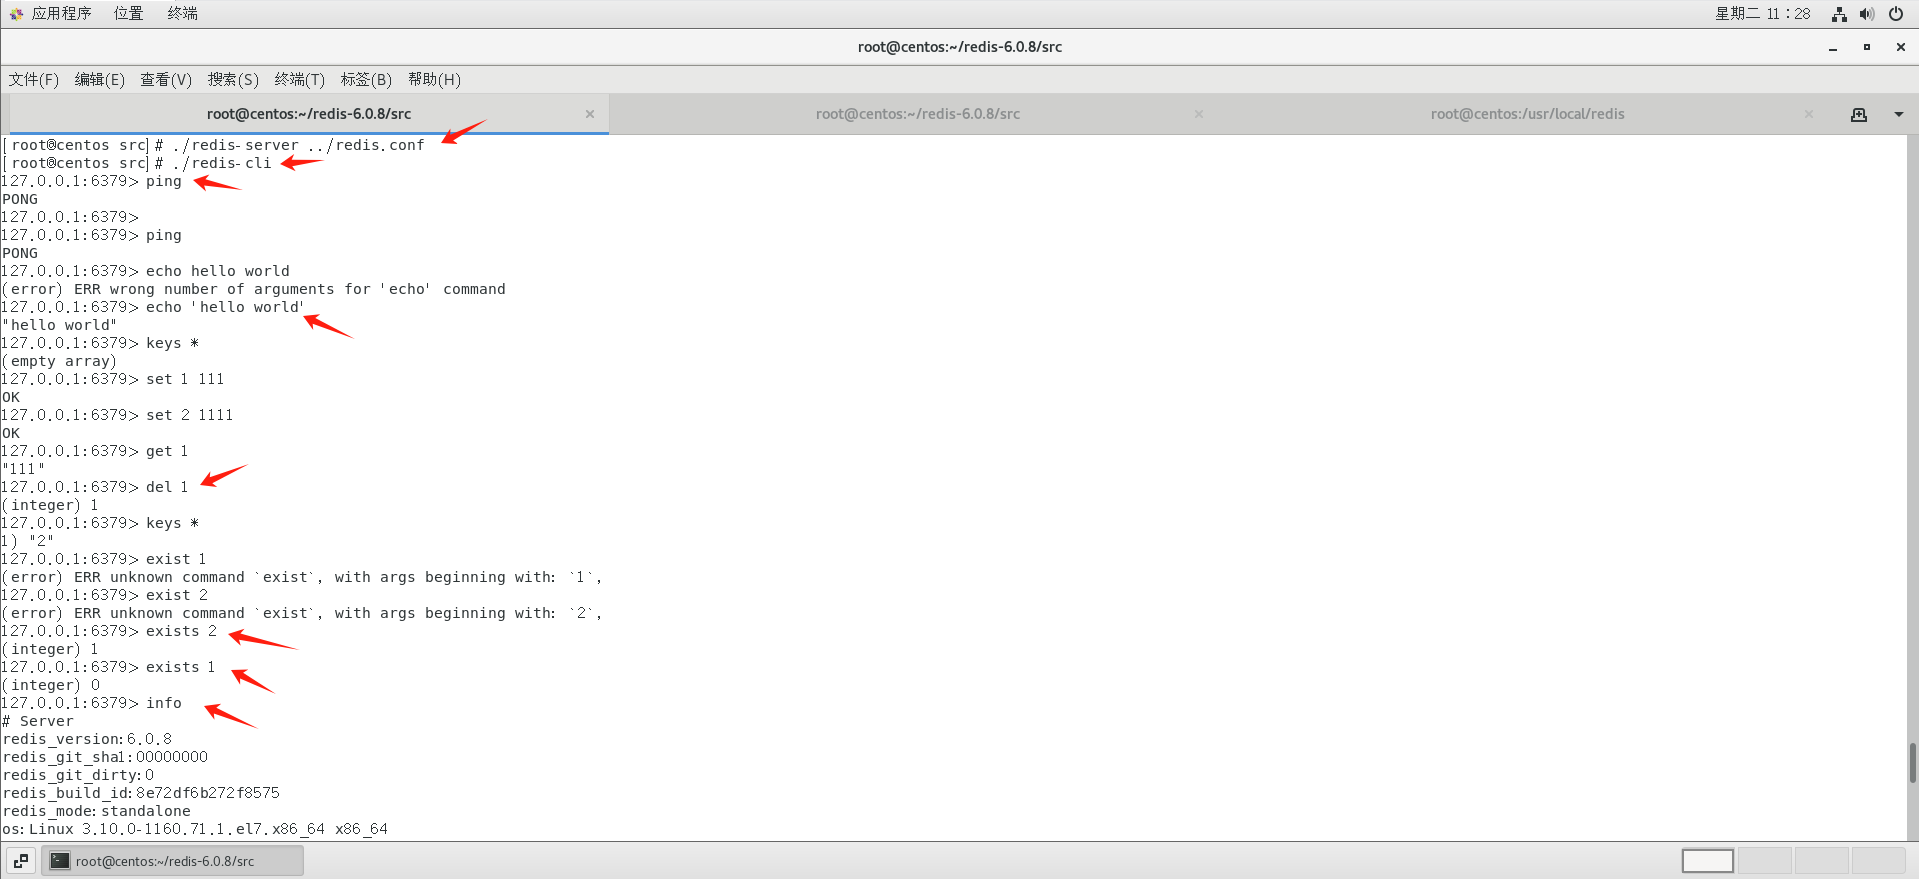 应用程序 位置 终端 星期二 11：28
root@centos:~/redis-6.0.8/src
文件(F) 编辑(E) 查看(V) 搜索(S) 终端(T) 标签(B) 帮助(H)
root@centos:~/redis-6.0.8/src × root@centos:~/redis-6.0.8/src × root@centos:/usr/local/redis ×
[root@centos src]# ./redis-server ../redis.conf
[root@centos src]# ./redis-cli
127.0.0.1:6379> ping
PONG
127.0.0.1:6379>
127.0.0.1:6379> ping
PONG
127.0.0.1:6379> echo hello world
(error) ERR wrong number of arguments for 'echo' command
127.0.0.1:6379> echo 'hello world'
"hello world"
127.0.0.1:6379> keys *
(empty array)
127.0.0.1:6379> set 1 111
OK
127.0.0.1:6379> set 2 1111
OK
127.0.0.1:6379> get 1
"111"
127.0.0.1:6379> del 1
(integer) 1
127.0.0.1:6379> keys *
1) "2"
127.0.0.1:6379> exist 1
(error) ERR unknown command `exist`, with args beginning with: `1`,
127.0.0.1:6379> exist 2
(error) ERR unknown command `exist`, with args beginning with: `2`,
127.0.0.1:6379> exists 2
(integer) 1
127.0.0.1:6379> exists 1
(integer) 0
127.0.0.1:6379> info
# Server
redis_version:6.0.8
redis_git_sha1:00000000
redis_git_dirty:0
redis_build_id:8e72df6b272f8575
redis_mode:standalone
os:Linux 3.10.0-1160.71.1.el7.x86_64 x86_64
root@centos:~/redis-6.0.8/src